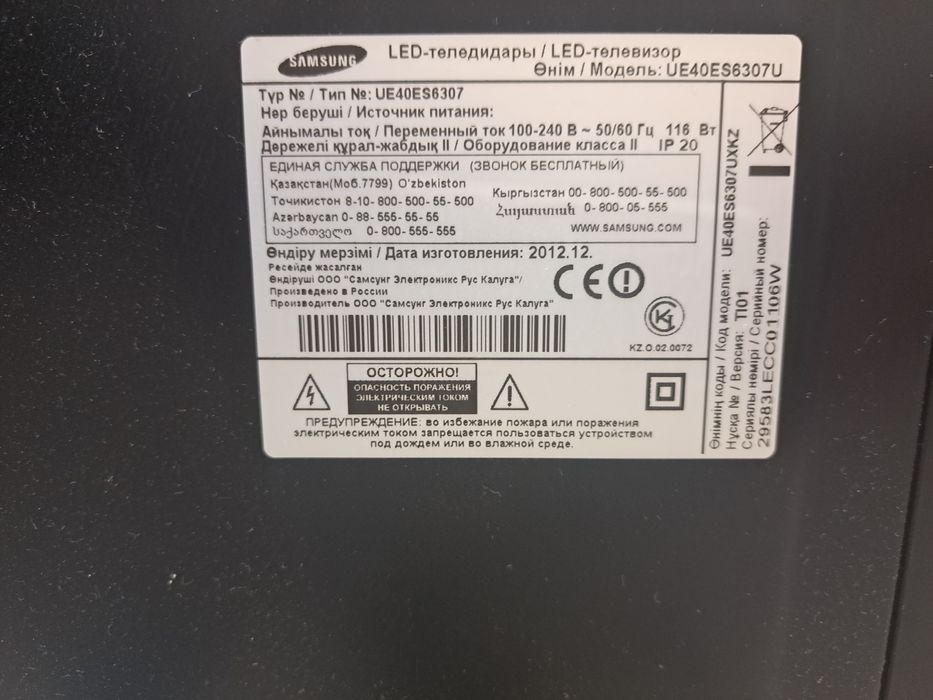 SAMSUNG
LED-теледидары / LED-телевизор
Өнім / Модель: UE40ES6307U
Түр № / Тип №: UE40ES6307
Нәр беруші / Источник питания:
Айнымалы ток / Переменный ток 100-240 В ~ 50/60 Гц 116 Вт
Дәрежелі құрал-жабдық II / Оборудование класса II IP 20
ЕДИНАЯ СЛУЖБА ПОДДЕРЖКИ (ЗВОНОК БЕСПЛАТНЫЙ)
Қазақстан(Моб.7799) O'zbekiston
Точикистон 8-10-800-500-55-500
Azərbaycan 0-88-555-55-55
საქართველო 0-800-555-555
Кыргызстан 00-800-500-55-500
Հայաստան 0-800-05-555
WWW.SAMSUNG.COM
Өндіру мерзімі / Дата изготовления: 2012.12.
Ресейде жасалған
Өндіруші ООО "Самсунг Электроникс Рус Калуга"/
Произведено в России
Производитель ООО "Самсунг Электроникс Рус Калуга"
CE
KZ.O.02.0072
ОСТОРОЖНО!
ОПАСНОСТЬ ПОРАЖЕНИЯ
ЭЛЕКТРИЧЕСКИМ ТОКОМ
НЕ ОТКРЫВАТЬ
ПРЕДУПРЕЖДЕНИЕ: во избежание пожара или поражения
электрическим током запрещается пользоваться устройством
под дождем или во влажной среде.
Өнімнің коды / Код модели: UE40ES6307UXKZ
Нұсқа № / Версия: TI01
Сериялы нөмірі / Серийный номер:
29583LECC01106W